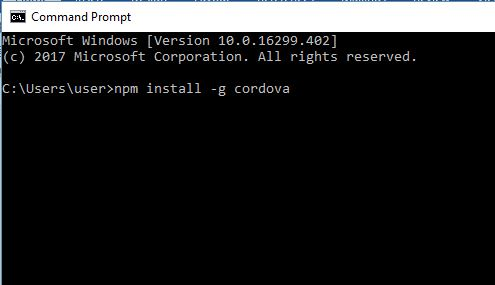 Command Prompt
Microsoft Windows [Version 10.0.16299.402]
(c) 2017 Microsoft Corporation. All rights reserved.
C:\Users\user>npm install -g cordova